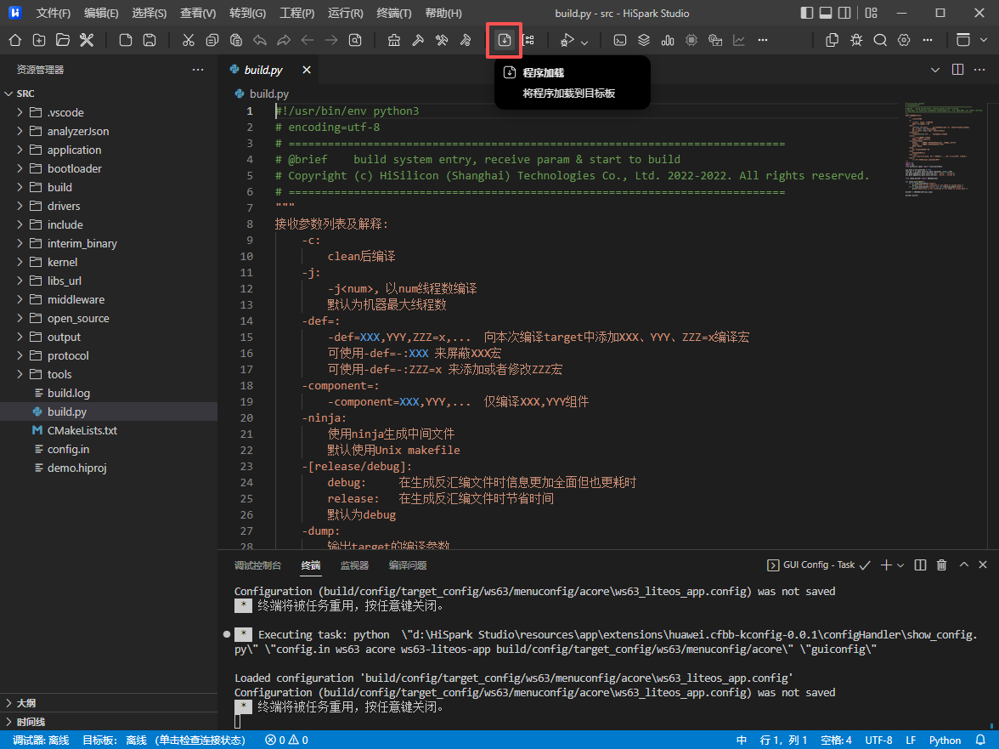 文件(F) 编辑(E) 选择(S) 查看(V) 转到(G) 工程(P) 运行(R) 终端(T) 帮助(H) build.py - src - HiSpark Studio
资源管理器
build.py
程序加载
将程序加载到目标板
SRC
.vscode
analyzerJson
application
bootloader
build
drivers
include
interim_binary
kernel
libs_url
middleware
open_source
output
protocol
tools
build.log
build.py
CMakeLists.txt
config.in
demo.hiproj
大纲
时间线
build.py
1 #!/usr/bin/env python3
2 # encoding=utf-8
3 # =========================================================================
4 # @brief    build system entry, receive param & start to build
5 # Copyright (c) HiSilicon (Shanghai) Technologies Co., Ltd. 2022-2022. All rights reserved.
6 # =========================================================================
7 """
8 接收参数列表及解释:
9 -c:
10 clean后编译
11 -j:
12 -j<num>, 以num线程数编译
13 默认为机器最大线程数
14 -def=:
15 -def=XXX,YYY,ZZZ=x,...  向本次编译target中添加XXX、YYY、ZZZ=x编译宏
16 可使用-def=-:XXX 来屏蔽XXX宏
17 可使用-def=-:ZZZ=x 来添加或者修改ZZZ宏
18 -component=:
19 -component=XXX,YYY,...  仅编译XXX,YYY组件
20 -ninja:
21 使用ninja生成中间文件
22 默认使用Unix makefile
23 -[release/debug]:
24 debug:     在生成反汇编文件时信息更加全面但也更耗时
25 release:   在生成反汇编文件时节省时间
26 默认为debug
27 -dump:
28 输出target的编译参数
调试控制台 终端 监视器 编译问题 GUI Config - Task
Configuration (build/config/target_config/ws63/menuconfig/acore\ws63_liteos_app.config) was not saved
* 终端将被任务重用, 按任意键关闭。
* Executing task: python  \"d:\HiSpark Studio\resources\app\extensions\huawei.cfbb-kconfig-0.0.1\configHandler\show_config.
py\" \"config.in ws63 acore ws63-liteos-app build/config/target_config/ws63/menuconfig/acore\" \"guiconfig\"
Loaded configuration 'build/config/target_config/ws63/menuconfig/acore\ws63_liteos_app.config'
Configuration (build/config/target_config/ws63/menuconfig/acore\ws63_liteos_app.config) was not saved
* 终端将被任务重用, 按任意键关闭。
调试器: 离线 目标板: 离线 (单击检查连接状态) 0 0 中 行 1, 列 1 空格: 4 UTF-8 LF Python